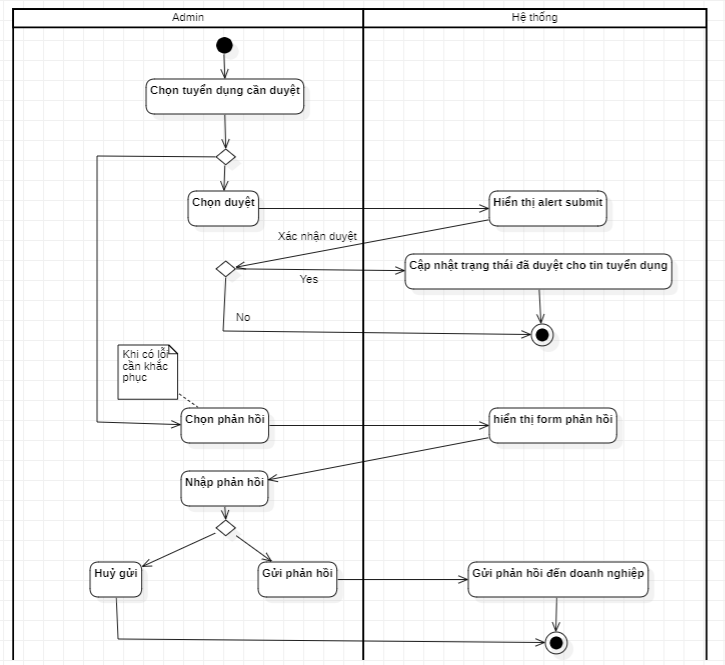 Admin
Hệ thống
Chọn tuyển dụng cần duyệt
Chọn duyệt
Hiển thị alert submit
Xác nhận duyệt
Cập nhật trạng thái đã duyệt cho tin tuyển dụng
Yes
No
Khi có lỗi
cần khắc
phục
Chọn phản hồi
hiển thị form phản hồi
Nhập phản hồi
Huỷ gửi
Gửi phản hồi
Gửi phản hồi đến doanh nghiệp